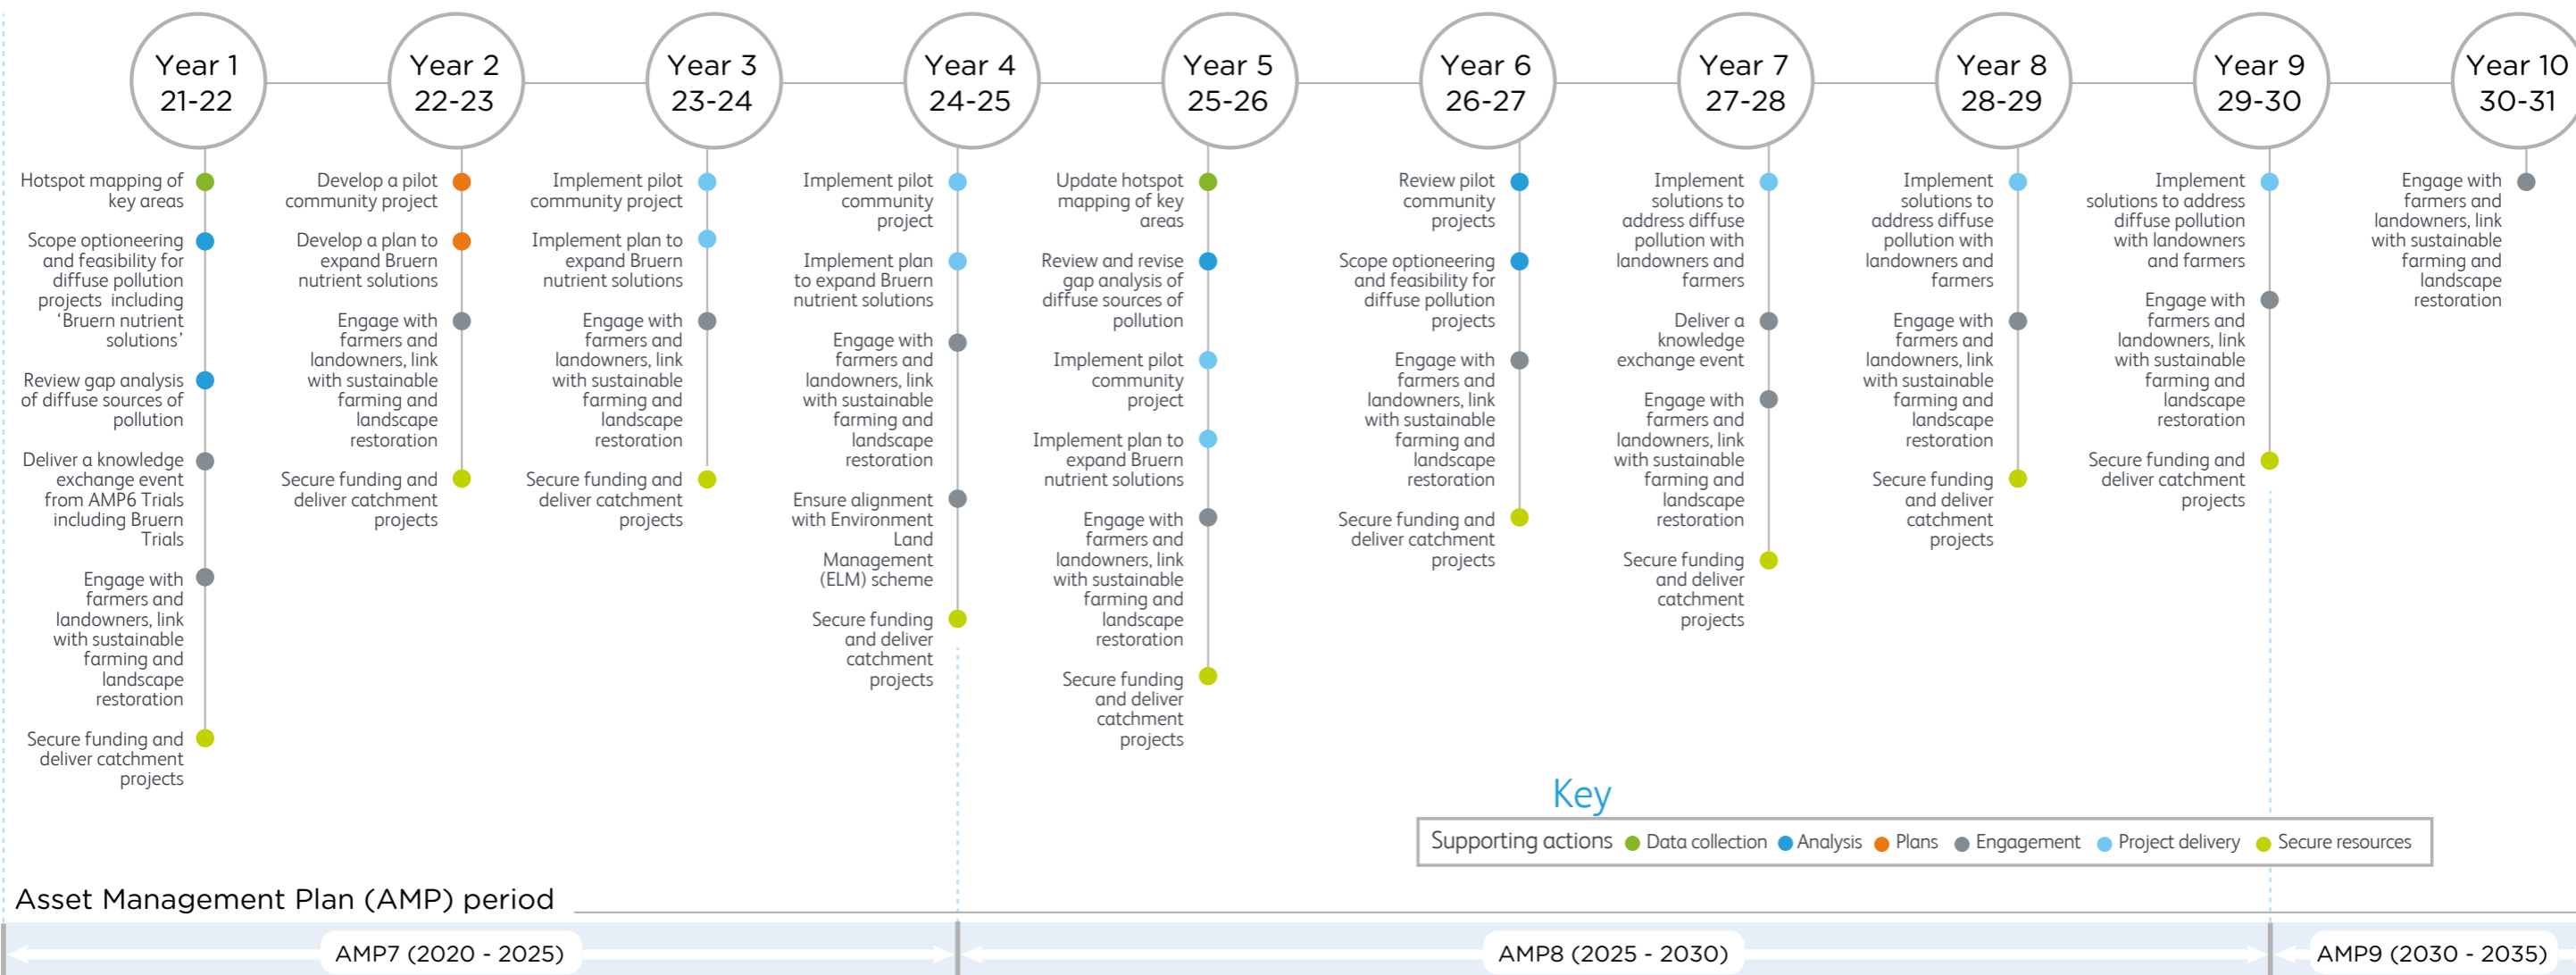 Year 1
21-22
Year 2
22-23
Year 3
23-24
Year 4
24-25
Year 5
25-26
Year 6
26-27
Year 7
27-28
Year 8
28-29
Year 9
29-30
Year 10
30-31
Hotspot mapping of
key areas
Scope optioneering
and feasibility for
diffuse pollution
projects including
‘Bruern nutrient
solutions’
Review gap analysis
of diffuse sources of
pollution
Deliver a knowledge
exchange event
from AMP6 Trials
including Bruern
Trials
Engage with
farmers and
landowners, link
with sustainable
farming and
landscape
restoration
Secure funding and
deliver catchment
projects
Develop a pilot
community project
Develop a plan to
expand Bruern
nutrient solutions
Engage with
farmers and
landowners, link
with sustainable
farming and
landscape
restoration
Secure funding and
deliver catchment
projects
Implement pilot
community project
Implement plan to
expand Bruern
nutrient solutions
Engage with
farmers and
landowners, link
with sustainable
farming and
landscape
restoration
Secure funding and
deliver catchment
projects
Implement pilot
community
project
Implement plan
to expand Bruern
nutrient solutions
Engage with
farmers and
landowners, link
with sustainable
farming and
landscape
restoration
Ensure alignment
with Environment
Land
Management
(ELM) scheme
Secure funding
and deliver
catchment
projects
Update hotspot
mapping of key
areas
Review and revise
gap analysis of
diffuse sources of
pollution
Implement pilot
community
project
Implement plan to
expand Bruern
nutrient solutions
Engage with
farmers and
landowners, link
with sustainable
farming and
landscape
restoration
Secure funding
and deliver
catchment
projects
Review pilot
community
projects
Scope optioneering
and feasibility for
diffuse pollution
projects
Engage with
farmers and
landowners, link
with sustainable
farming and
landscape
restoration
Secure funding and
deliver catchment
projects
Implement
solutions to
address diffuse
pollution with
landowners and
farmers
Deliver a
knowledge
exchange event
Engage with
farmers and
landowners, link
with sustainable
farming and
landscape
restoration
Secure funding
and deliver
catchment
projects
Implement
solutions to
address diffuse
pollution with
landowners and
farmers
Engage with
farmers and
landowners, link
with sustainable
farming and
landscape
restoration
Secure funding
and deliver
catchment
projects
Implement
solutions to address
diffuse pollution
with landowners
and farmers
Engage with
farmers and
landowners, link
with sustainable
farming and
landscape
restoration
Secure funding and
deliver catchment
projects
Engage with
farmers and
landowners, link
with sustainable
farming and
landscape
restoration
Key
Supporting actions Data collection Analysis Plans Engagement Project delivery Secure resources
Asset Management Plan (AMP) period
AMP7 (2020 - 2025)
AMP8 (2025 - 2030)
AMP9 (2030 - 2035)